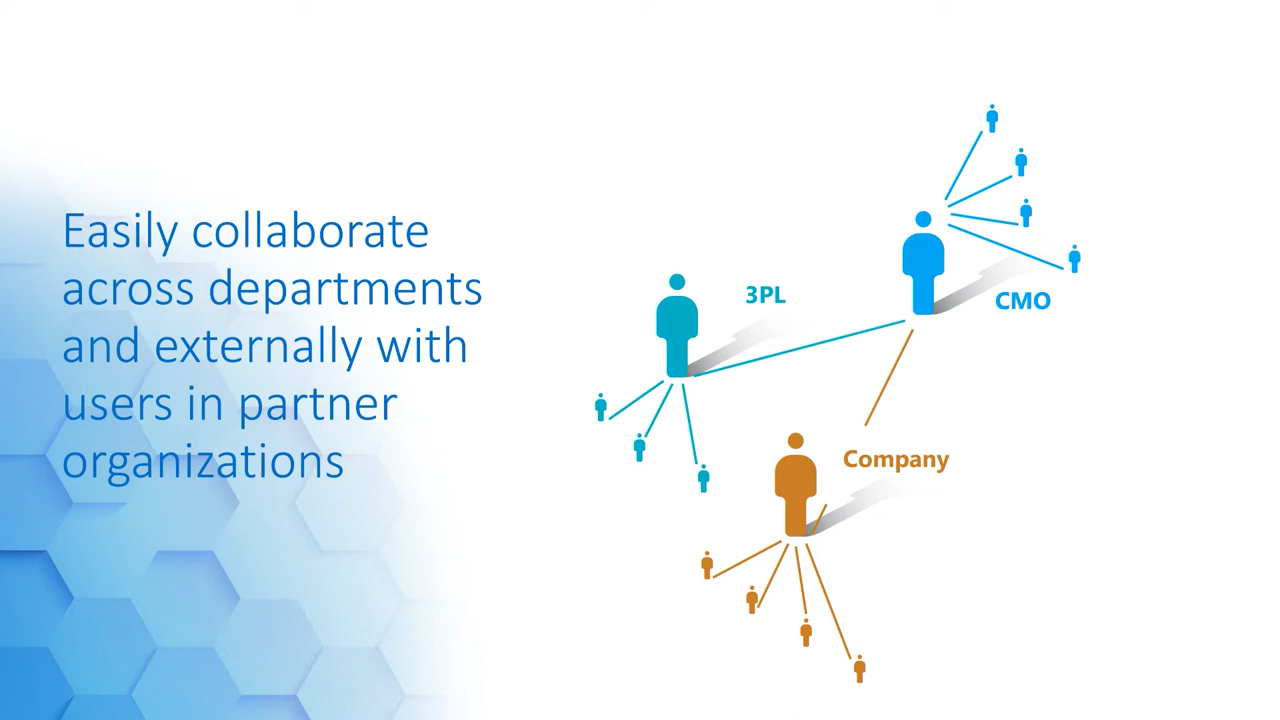 Easily collaborate
across departments
and externally with
users in partner
organizations
3PL
CMO
Company